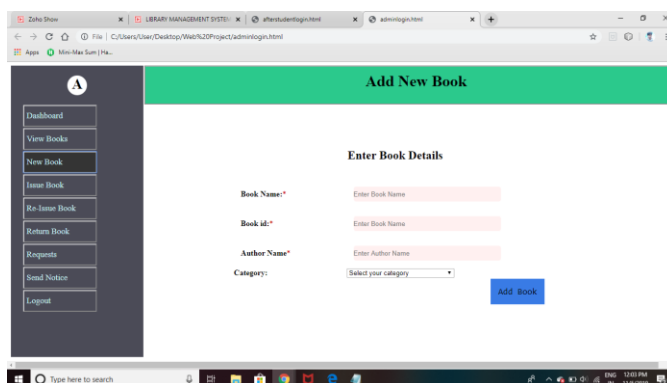 Zoho Show
LIBRARY MANAGEMENT SYSTEM
afterstudentlogin.html
adminlogin.html
File | C:/Users/User/Desktop/Web%20Project/adminlogin.html
Apps
Mini-Max Sum | Ha...
A
Add New Book
Dashboard
View Books
New Book
Issue Book
Re-Issue Book
Return Book
Requests
Send Notice
Logout
Enter Book Details
Book Name:*
Enter Book Name
Book id:*
Enter Book Name
Author Name*
Enter Author Name
Category:
Select your category
Add Book
Type here to search
ENG
12:03 PM